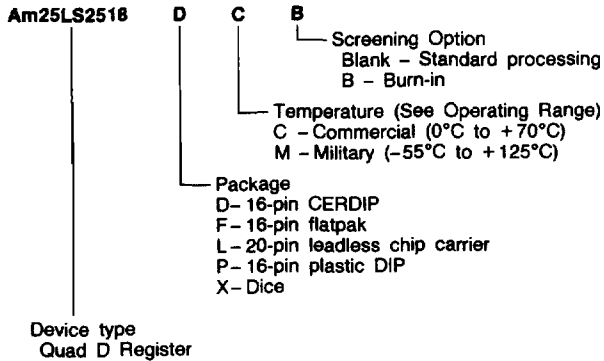 Am25LS2518 D C B
Screening Option
Blank – Standard processing
B – Burn-in
Temperature (See Operating Range)
C – Commercial (0°C to +70°C)
M – Military (–55°C to +125°C)
Package
D– 16-pin CERDIP
F– 16-pin flatpak
L– 20-pin leadless chip carrier
P– 16-pin plastic DIP
X– Dice
Device type
Quad D Register